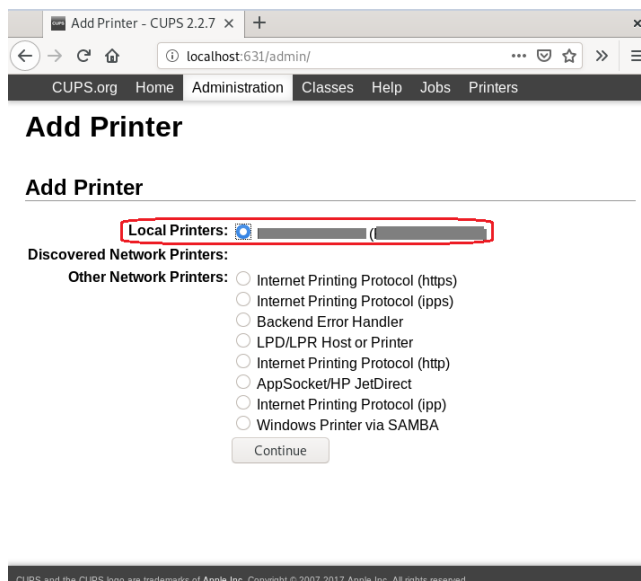 CUPS Add Printer - CUPS 2.2.7 × +
localhost:631/admin/
CUPS.org Home Administration Classes Help Jobs Printers
Add Printer
Add Printer
Local Printers: (
Discovered Network Printers:
Other Network Printers:
Internet Printing Protocol (https)
Internet Printing Protocol (ipps)
Backend Error Handler
LPD/LPR Host or Printer
Internet Printing Protocol (http)
AppSocket/HP JetDirect
Internet Printing Protocol (ipp)
Windows Printer via SAMBA
Continue
CUPS and the CUPS logo are trademarks of Apple Inc. Copyright © 2007-2017 Apple Inc. All rights reserved.